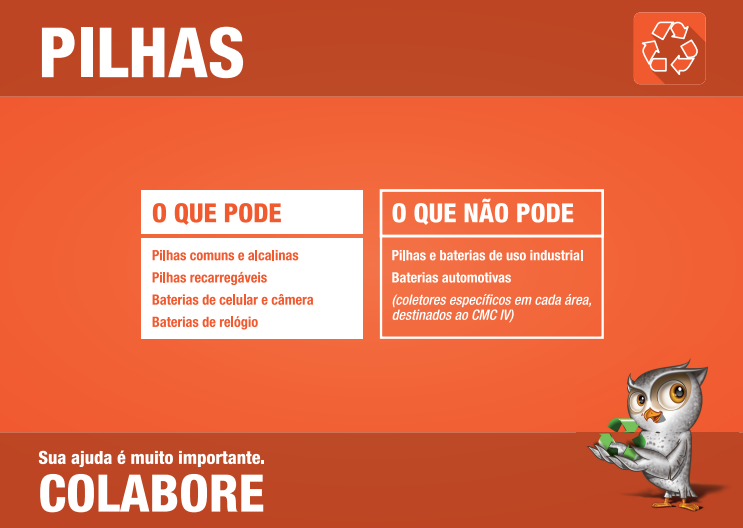 PILHAS
O QUE PODE
Pilhas comuns e alcalinas
Pilhas recarregáveis
Baterias de celular e câmera
Baterias de relógio
O QUE NÃO PODE
Pilhas e baterias de uso industrial
Baterias automotivas
(coletores específicos em cada área,
destinados ao CMC IV)
Sua ajuda é muito importante.
COLABORE